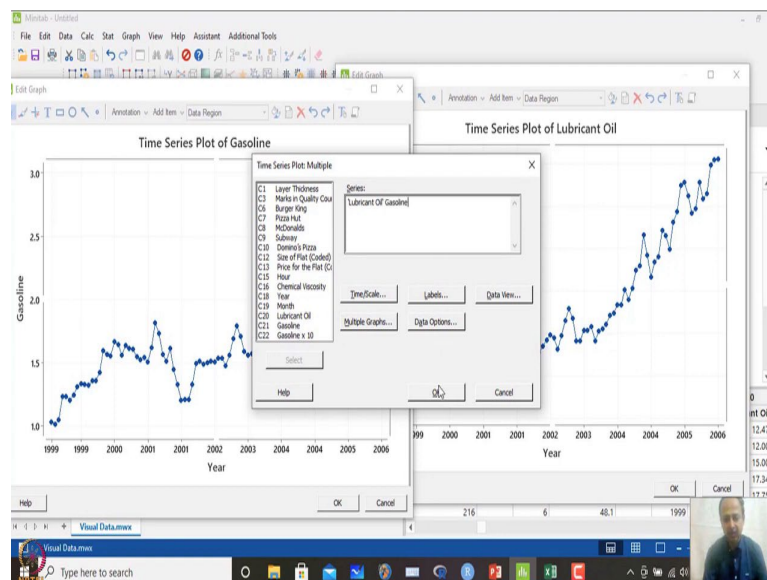 Minitab - Untitled
File Edit Data Calc Stat Graph View Help Assistant Additional Tools
Edit Graph
Annotation Add Item Data Region
Time Series Plot of Gasoline
3.0
2.5
2.0
1.5
1.0
Gasoline
1999 1999 2000 2001 2001 2002 2003 2004 2004 2005 2006
Year
Help OK Cancel
Edit Graph
Annotation Add Item Data Region
Time Series Plot of Lubricant Oil
2000 2001 2001 2002 2003 2004 2004 2005 2006
Year
OK Cancel
Time Series Plot: Multiple
C1 Layer Thickness
C3 Marks in Quality Cou
C6 Burger King
C7 Pizza Hut
C8 McDonalds
C9 Subway
C10 Domino's Pizza
C12 Size of Flat (Coded)
C13 Price for the Flat (Cc
C15 Hour
C16 Chemical Viscosity
C18 Year
C19 Month
C20 Lubricant Oil
C21 Gasoline
C22 Gasoline x 10
Series:
'Lubricant Oil' Gasoline
Time/Scale... Labels... Data View...
Multiple Graphs... Data Options...
Select
Help OK Cancel
216 6 48.1 1999
12.0
15.0
17.3
Visual Data.mwx
Visual Data.mwx
Type here to search